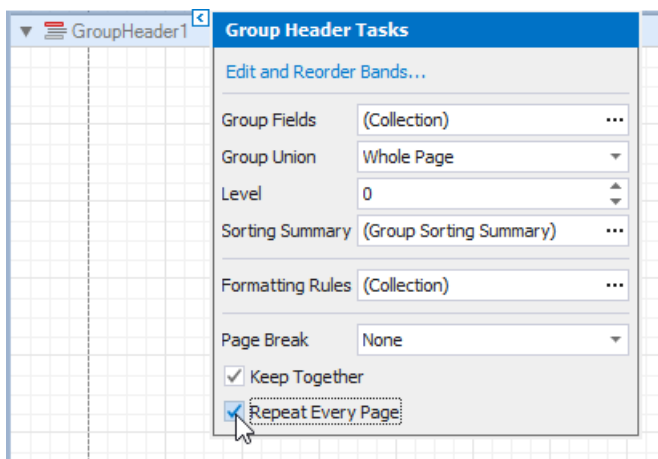 GroupHeader1
Group Header Tasks
Edit and Reorder Bands...
Group Fields (Collection) ...
Group Union Whole Page
Level 0
Sorting Summary (Group Sorting Summary) ...
Formatting Rules (Collection) ...
Page Break None
Keep Together
Repeat Every Page